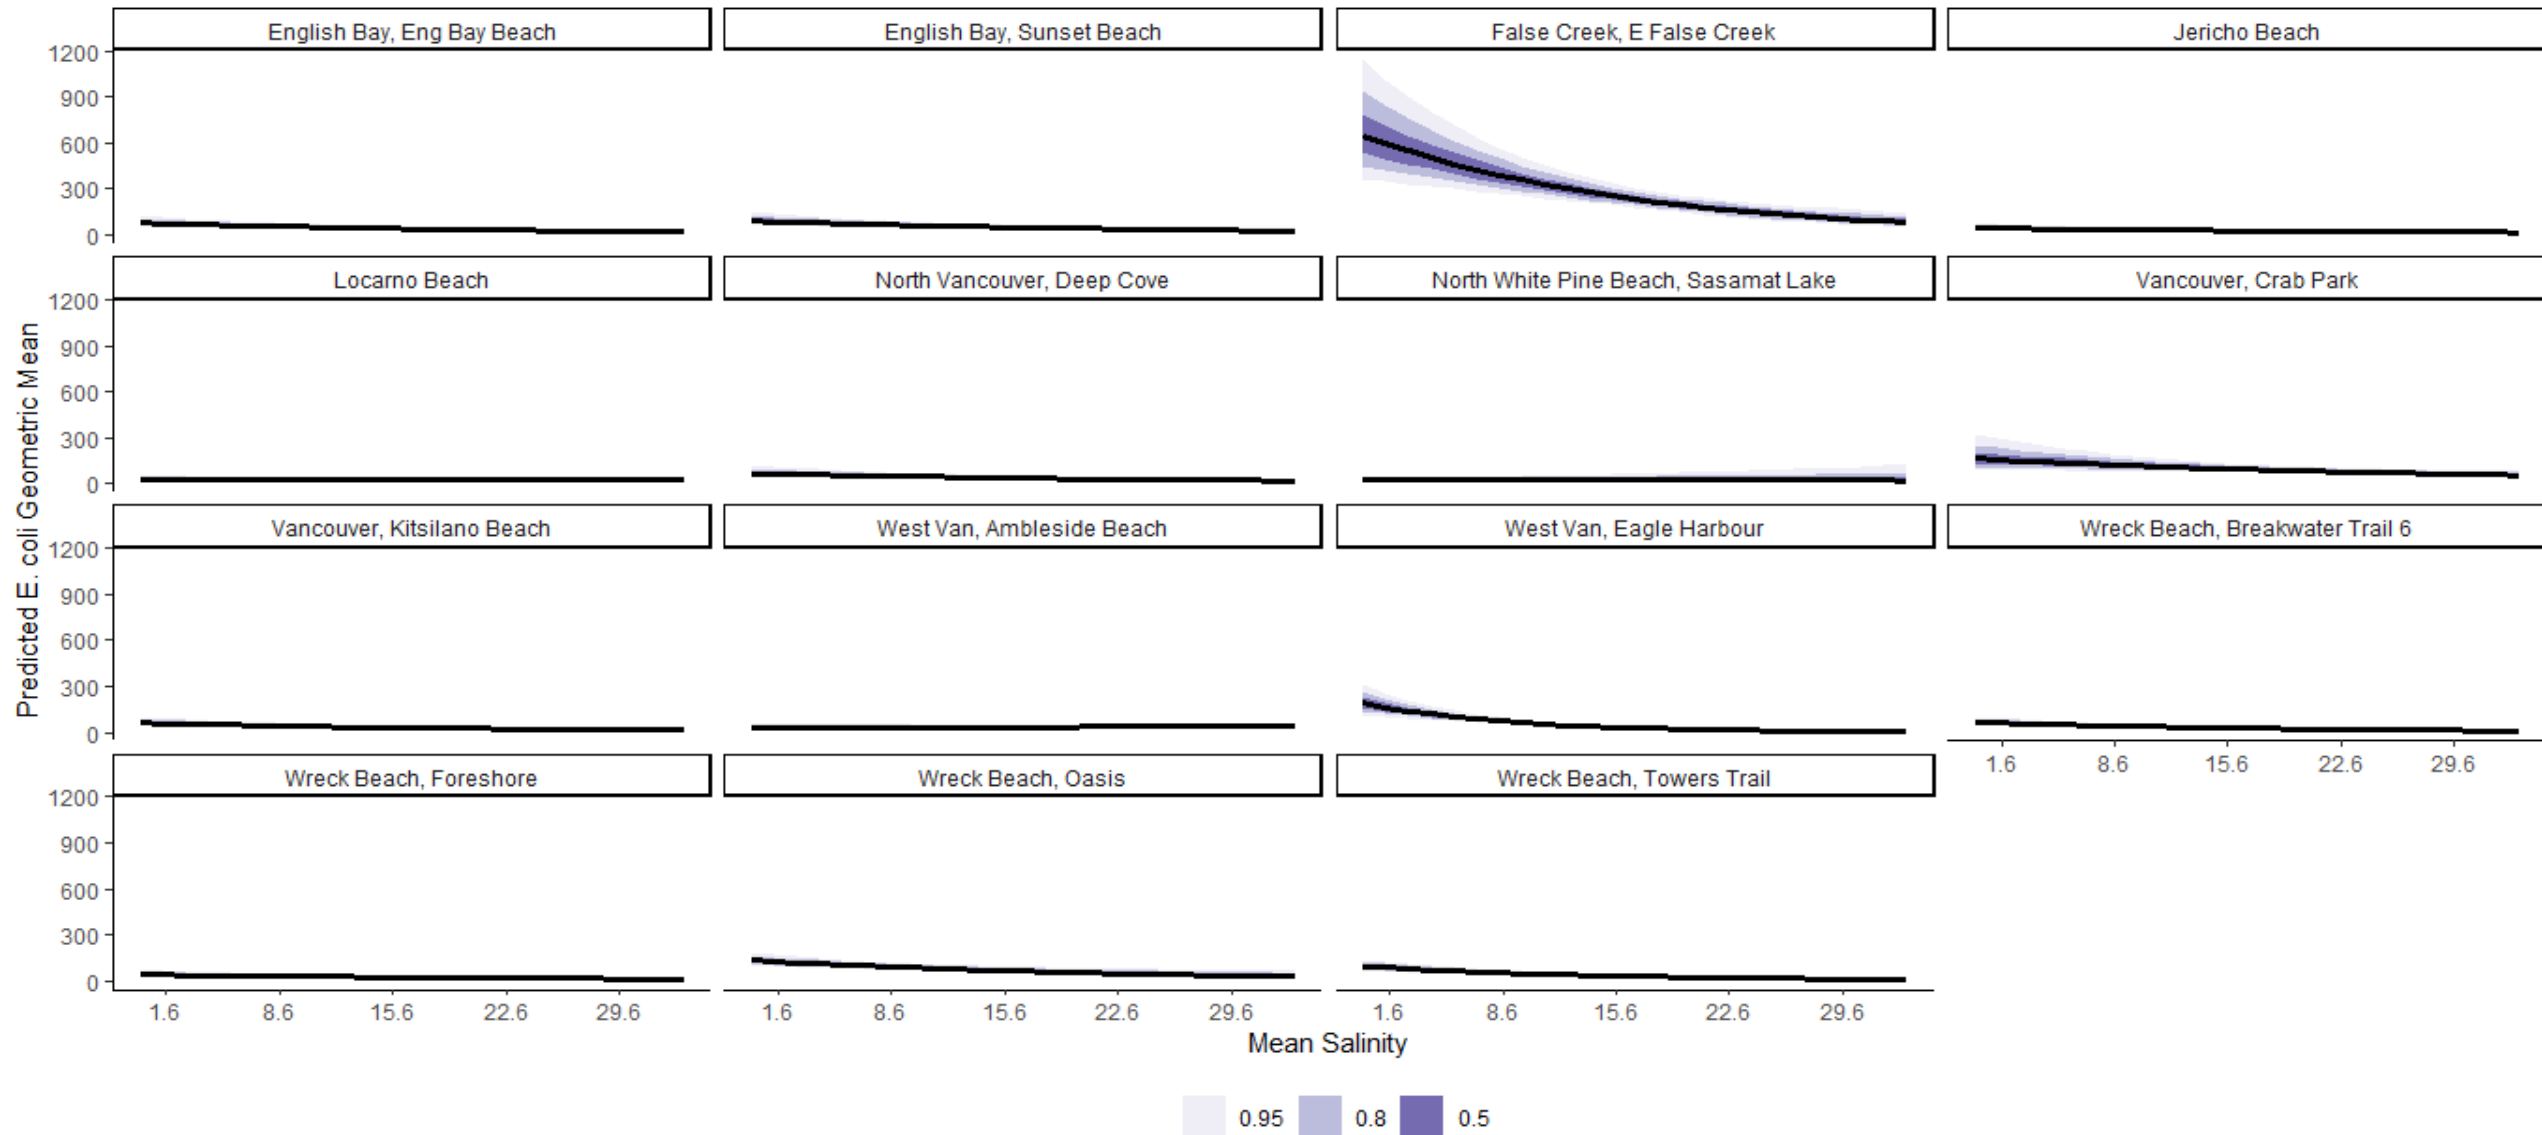 English Bay, Eng Bay Beach
English Bay, Sunset Beach
False Creek, E False Creek
Jericho Beach
1200
900
600
300
0
Locarno Beach
North Vancouver, Deep Cove
North White Pine Beach, Sasamat Lake
Vancouver, Crab Park
1200
900
600
300
0
Predicted E. coli Geometric Mean
Vancouver, Kitsilano Beach
West Van, Ambleside Beach
West Van, Eagle Harbour
Wreck Beach, Breakwater Trail 6
1200
900
600
300
0
1.6 8.6 15.6 22.6 29.6
Wreck Beach, Foreshore
Wreck Beach, Oasis
Wreck Beach, Towers Trail
1200
900
600
300
0
1.6 8.6 15.6 22.6 29.6
1.6 8.6 15.6 22.6 29.6
1.6 8.6 15.6 22.6 29.6
Mean Salinity
0.95 0.8 0.5